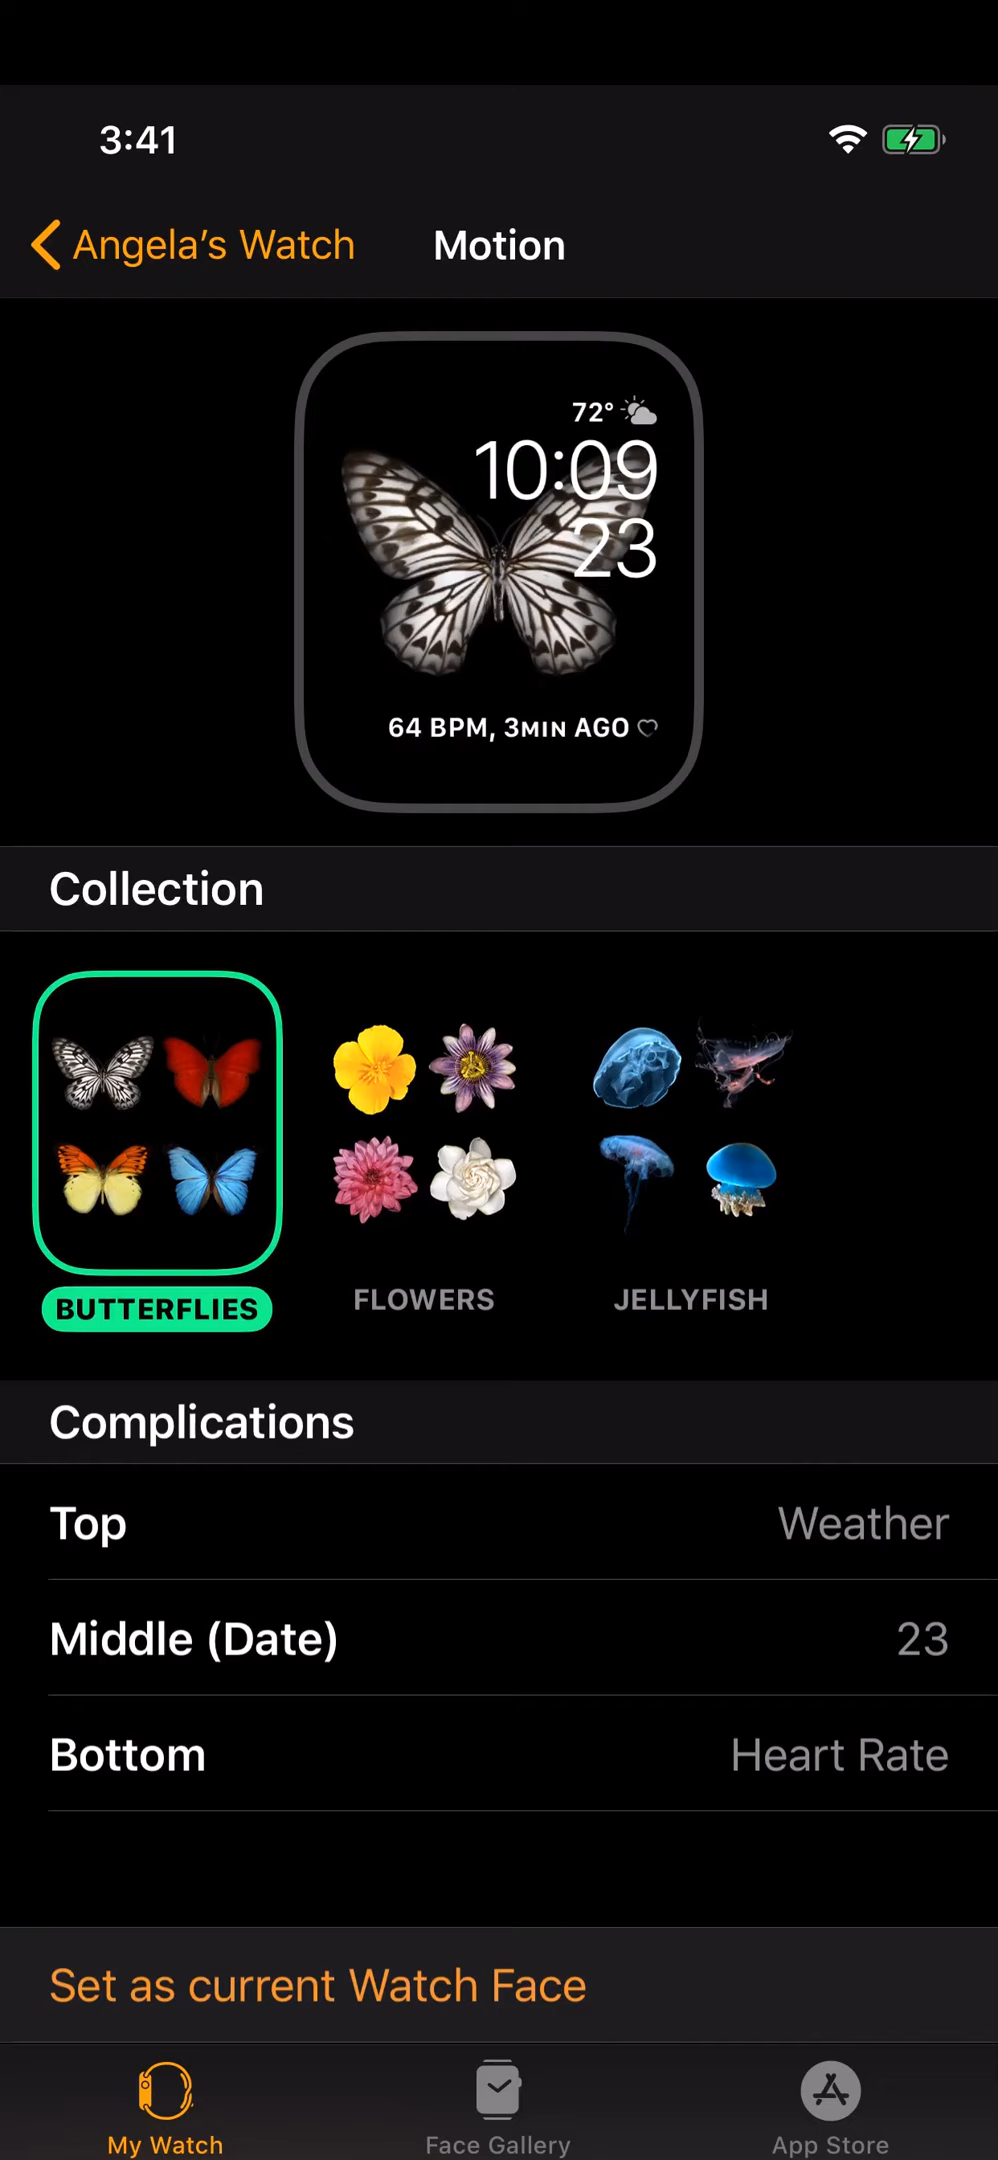 3:41
Angela's Watch
Motion
72°
10:09
23
64 BPM, 3MIN AGO
Collection
BUTTERFLIES
FLOWERS
JELLYFISH
Complications
Top
Weather
Middle (Date)
23
Bottom
Heart Rate
Set as current Watch Face
My Watch
Face Gallery
App Store